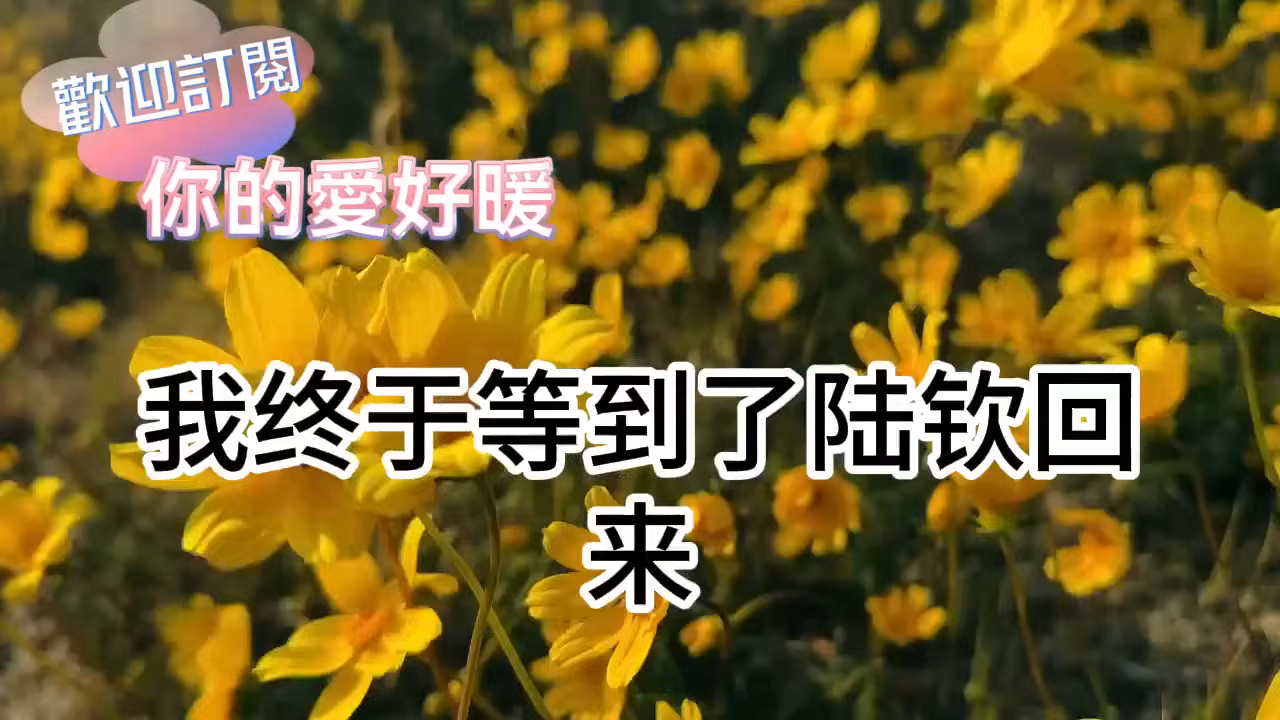 歡迎訂閱
你的愛好暖
我终于等到了陆钦回
来